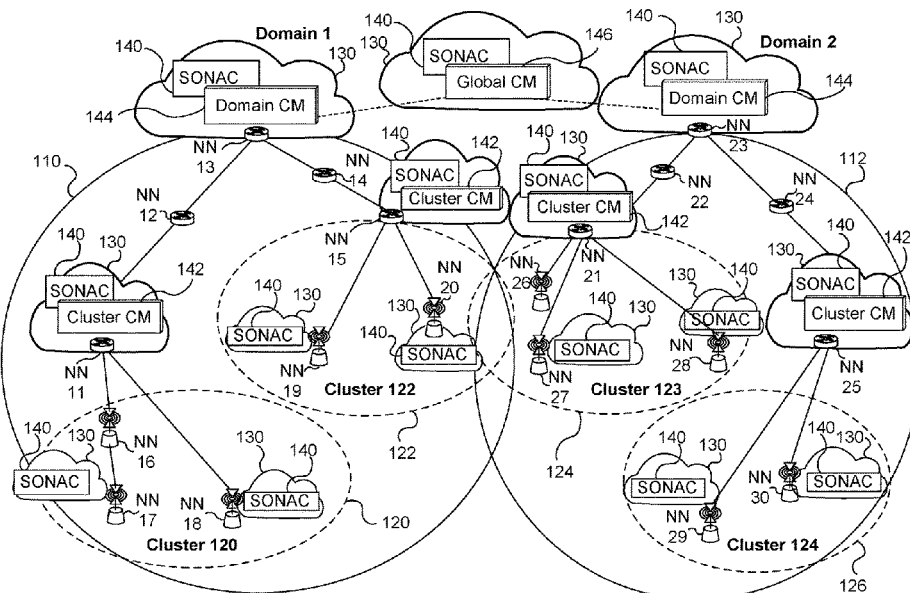 Domain 1
Domain 2
140
130
130
140
146
140
130
SONAC
SONAC
SONAC
Domain CM
Global CM
Domain CM
144
144
NN
13
NN
23
110
112
140
142
SONAC
Cluster CM
NN
14
NN
15
130
140
SONAC
Cluster CM
142
NN
22
NN
21
NN
24
NN
12
140
130
142
SONAC
Cluster CM
NN
11
140
130
142
SONAC
Cluster CM
NN
25
140
130
SONAC
NN
19
NN
20
130
140
SONAC
Cluster 122
122
NN
26
NN
27
140
130
SONAC
130
140
SONAC
NN
28
Cluster 123
124
140
130
SONAC
NN
16
NN
17
NN
18
130
140
SONAC
Cluster 120
120
140
130
SONAC
NN
29
NN
30
140
130
SONAC
Cluster 124
126